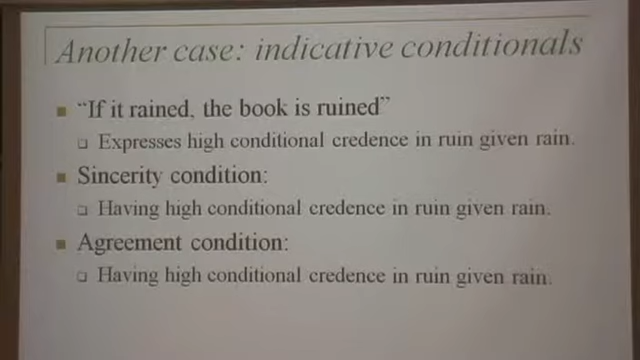 Another case: indicative conditionals
"If it rained, the book is ruined"
Expresses high conditional credence in ruin given rain.
Sincerity condition:
Having high conditional credence in ruin given rain.
Agreement condition:
Having high conditional credence in ruin given rain.